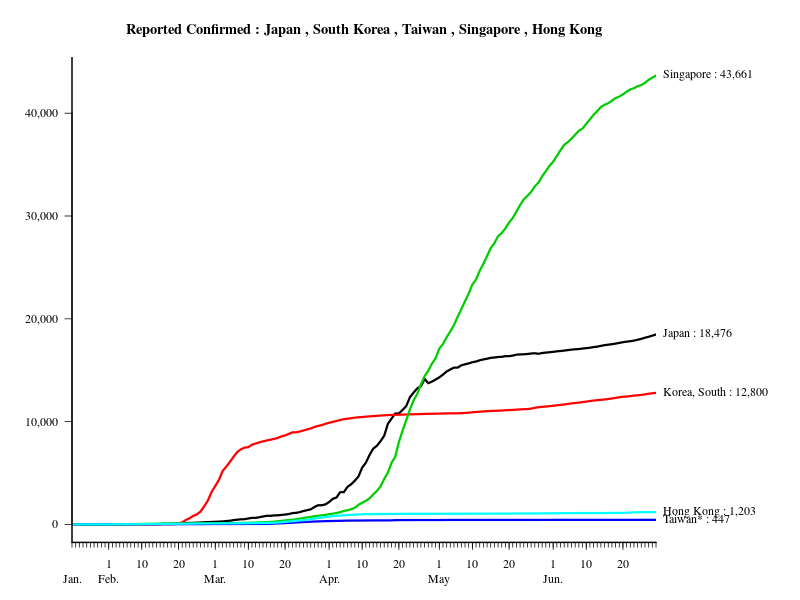 Reported Confirmed : Japan , South Korea , Taiwan , Singapore , Hong Kong
Singapore : 43,661
40,000
30,000
20,000
Japan : 18,476
Korea, South : 12,800
10,000
Hong Kong : 1,203
Taiwan* : 447
0
1 10 20 1 10 20 1 10 20 1 10 20 1 10 20
Jan. Feb. Mar. Apr. May Jun.